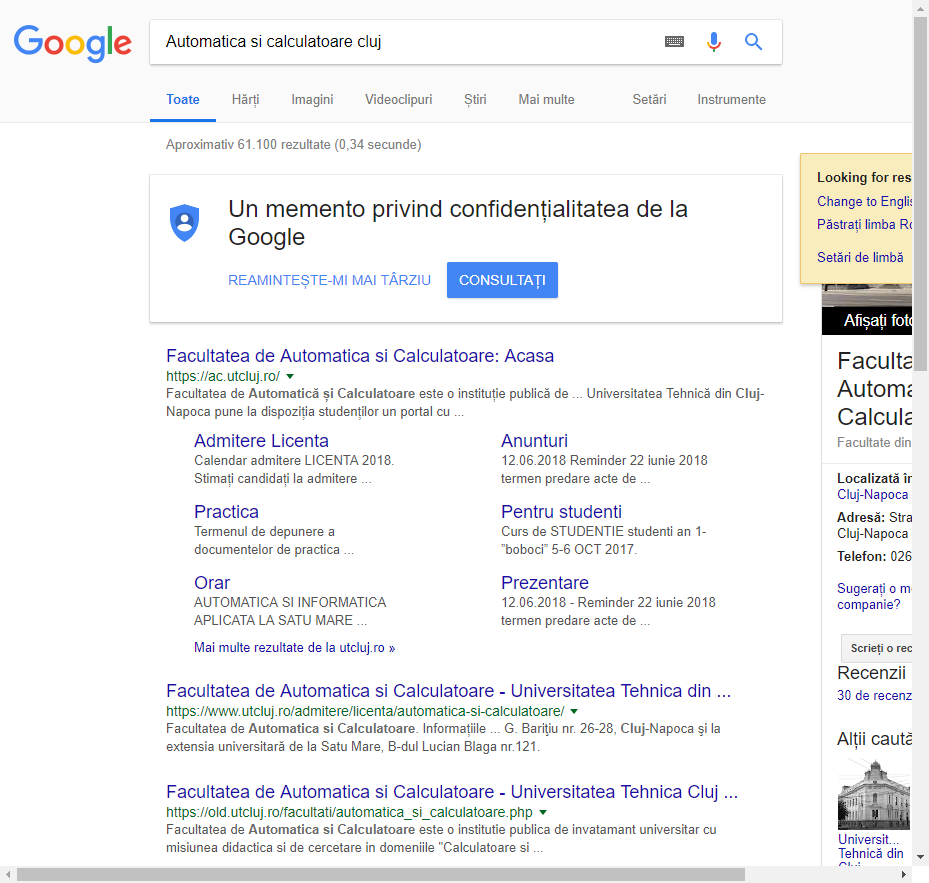 Google
Automatica si calculatoare cluj
Toate Hărți Imagini Videoclipuri Știri Mai multe Setări Instrumente
Aproximativ 61.100 rezultate (0,34 secunde)
Un memento privind confidențialitatea de la
Google
REAMINTEȘTE-MI MAI TÂRZIU CONSULTAȚI
Facultatea de Automatica si Calculatoare: Acasa
https://ac.utcluj.ro/
Facultatea de Automatică și Calculatoare este o instituție publică de ... Universitatea Tehnică din Cluj-
Napoca pune la dispoziția studenților un portal cu ...
Admitere Licenta
Calendar admitere LICENTA 2018.
Stimați candidați la admitere ...
Anunturi
12.06.2018 Reminder 22 iunie 2018
termen predare acte de ...
Practica
Termenul de depunere a
documentelor de practica ...
Pentru studenti
Curs de STUDENTIE studenti an 1-
"boboci" 5-6 OCT 2017.
Orar
AUTOMATICA SI INFORMATICA
APLICATA LA SATU MARE ...
Prezentare
12.06.2018 - Reminder 22 iunie 2018
termen predare acte de ...
Mai multe rezultate de la utcluj.ro »
Facultatea de Automatica si Calculatoare - Universitatea Tehnica din ...
https://www.utcluj.ro/admitere/licenta/automatica-si-calculatoare/
Facultatea de Automatica si Calculatoare. Informațiile ... G. Bariţiu nr. 26-28, Cluj-Napoca şi la
extensia universitară de la Satu Mare, B-dul Lucian Blaga nr.121.
Facultatea de Automatica si Calculatoare - Universitatea Tehnica Cluj ...
https://old.utcluj.ro/facultati/automatica_si_calculatoare.php
Facultatea de Automatica si Calculatoare este o institutie publica de invatamant universitar cu
misiunea didactica si de cercetare in domeniile "Calculatoare si ...
Looking for res
Change to Englis
Păstrați limba Ro
Setări de limbă
Afișați foto
Faculta
Automa
Calcula
Facultate din
Localizată în
Cluj-Napoca
Adresă: Stra
Cluj-Napoca
Telefon: 026
Sugerați o mo
companie?
Scrieți o rec
Recenzii
30 de recenz
Alții caută
Universit...
Tehnică din